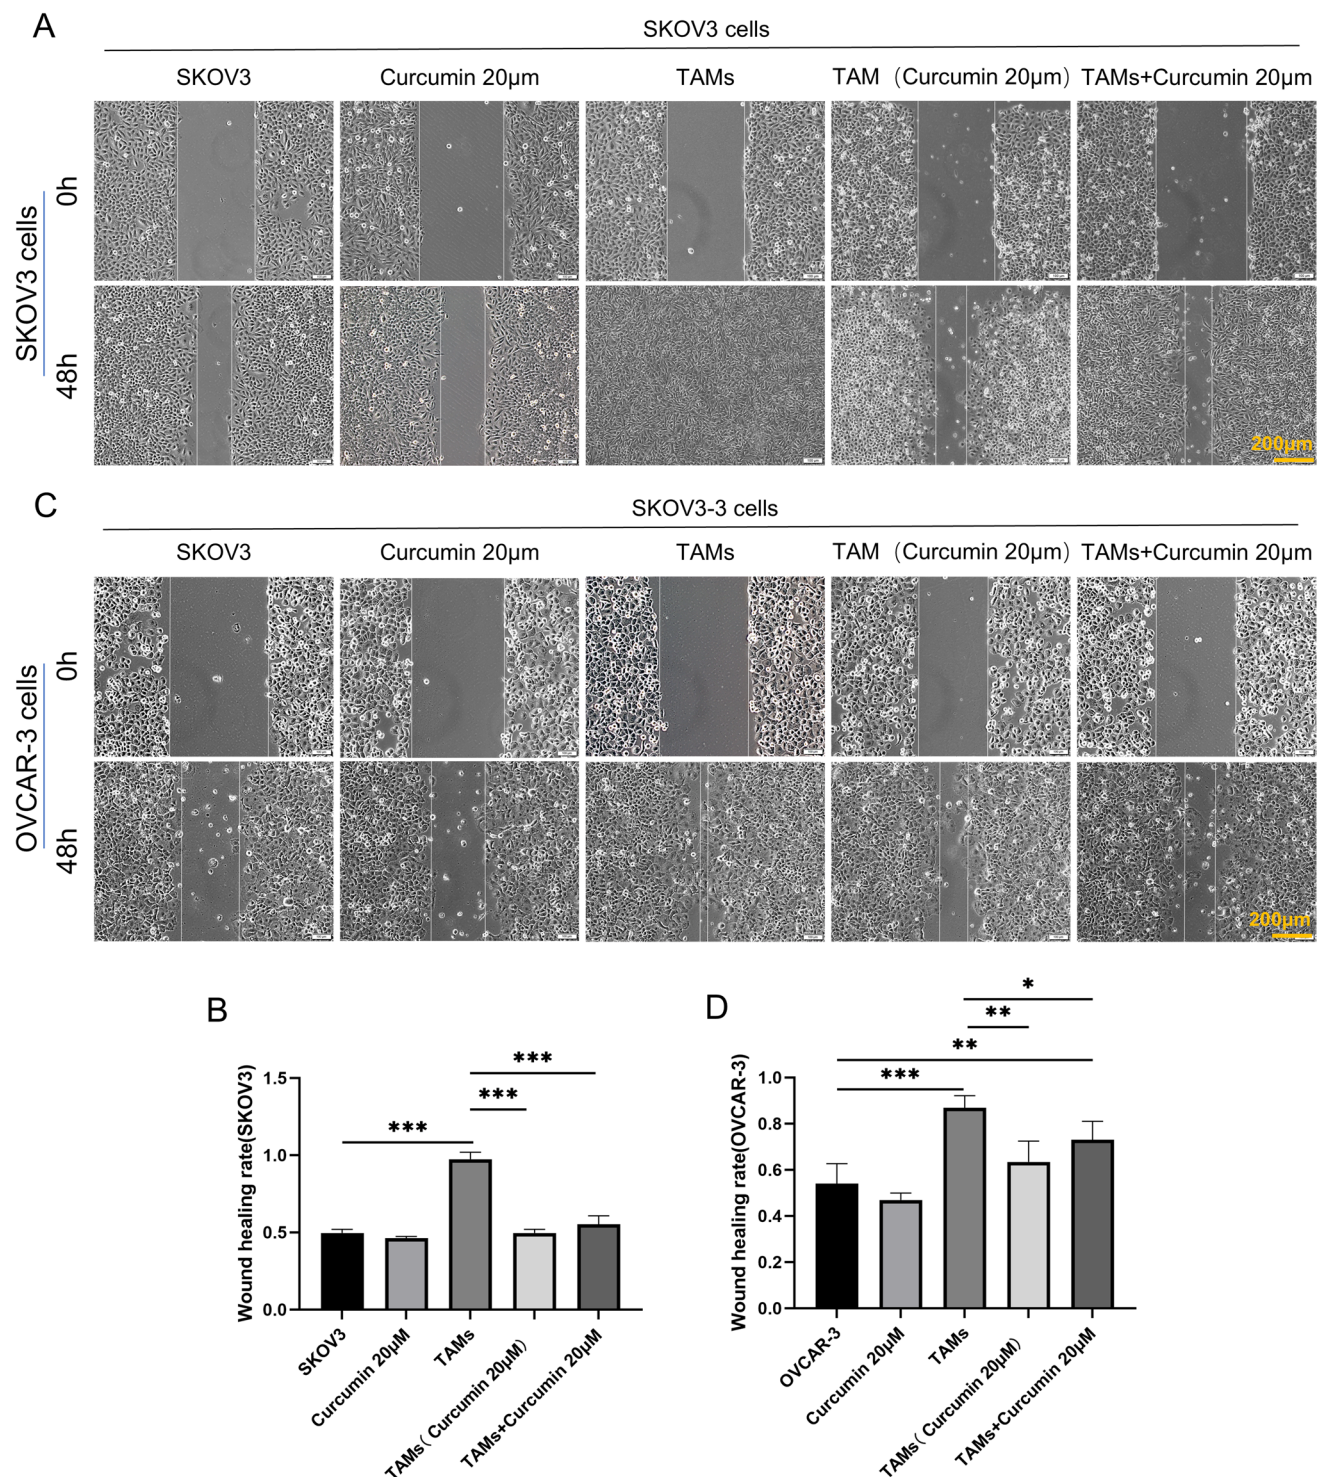 A
SKOV3 cells
SKOV3 Curcumin 20μm TAMs TAM（Curcumin 20μm） TAMs+Curcumin 20μm
SKOV3 cells
0h
48h
200μm
C
SKOV3-3 cells
SKOV3 Curcumin 20μm TAMs TAM（Curcumin 20μm） TAMs+Curcumin 20μm
OVCAR-3 cells
0h
48h
200μm
B
Wound healing rate(SKOV3)
1.5
1.0
0.5
0.0
***
***
***
SKOV3
Curcumin 20μM
TAMs
TAMs（Curcumin 20μM）
TAMs+Curcumin 20μM
D
Wound healing rate(OVCAR-3)
1.0
0.8
0.6
0.4
0.2
0.0
*
**
**
***
OVCAR-3
Curcumin 20μM
TAMs
TAMs（Curcumin 20μM）
TAMs+Curcumin 20μM